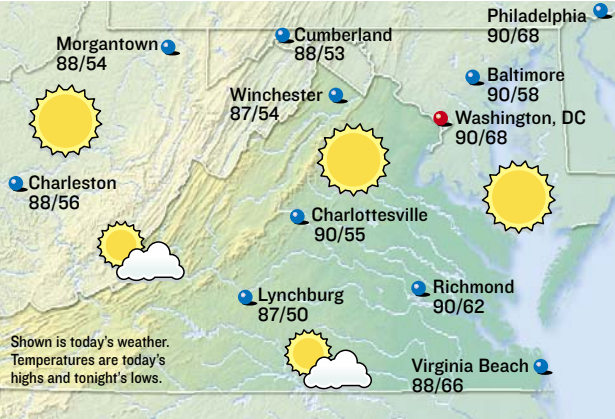 Philadelphia
90/68
Morgantown
88/54
Cumberland
88/53
Winchester
87/54
Baltimore
90/58
Washington, DC
90/68
Charleston
88/56
Charlottesville
90/55
Lynchburg
87/50
Richmond
90/62
Virginia Beach
88/66
Shown is today's weather.
Temperatures are today's
highs and tonight's lows.